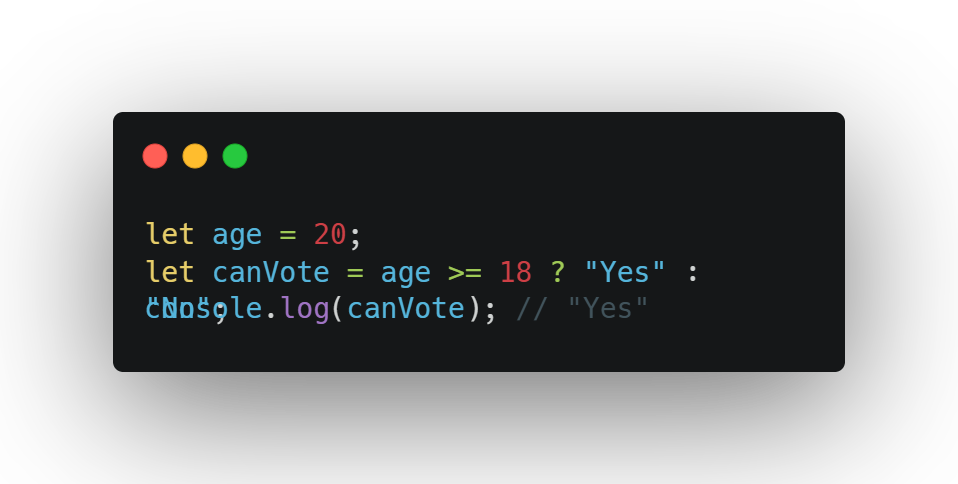 let age = 20;
let canVote = age >= 18 ? "Yes" :
"No";
console.log(canVote); // "Yes"